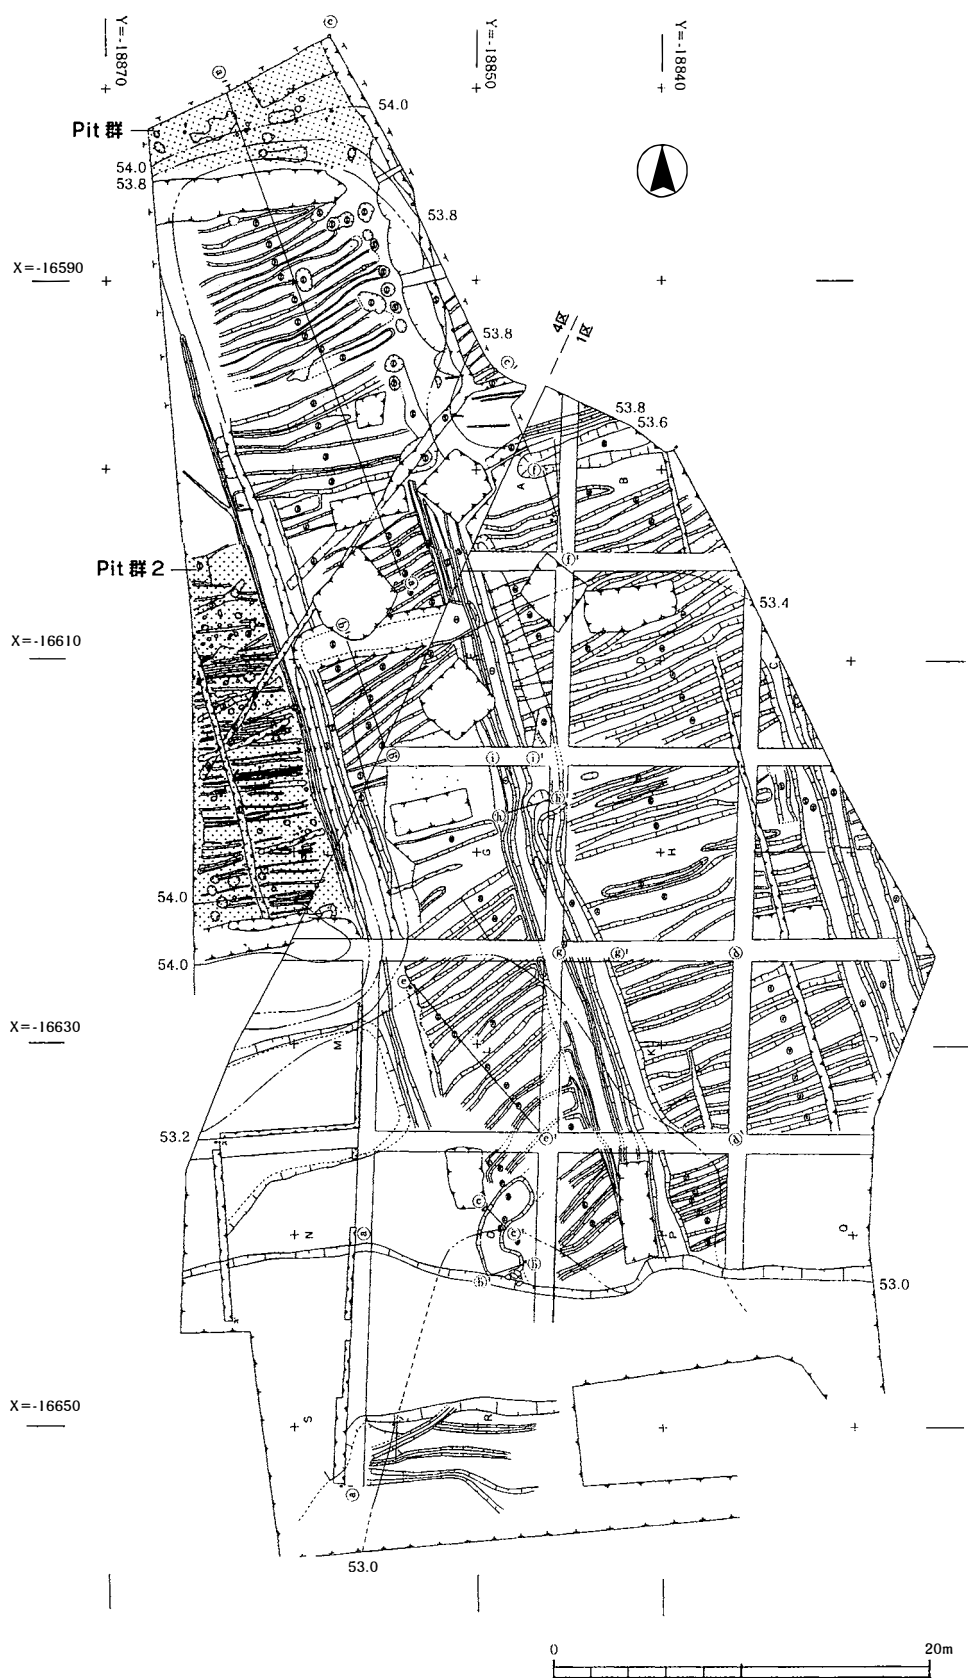 Y=-18870
Y=-18850
Y=-18840
c
a'
Pit 群
54.0
54.0
53.8
53.8
X=-16590
53.8
4区
1区
c'
53.8
53.6
f
A
B
Pit 群2
f'
a
53.4
X=-16610
E
D
C
i
i'
h
h'
G
H
54.0
54.0
g
g'
d
e
X=-16630
M
L
K
J
53.2
e'
d'
c
N
a
O
c'
P
Q
b'
b
53.0
X=-16650
S
R
a'
53.0
0 20m